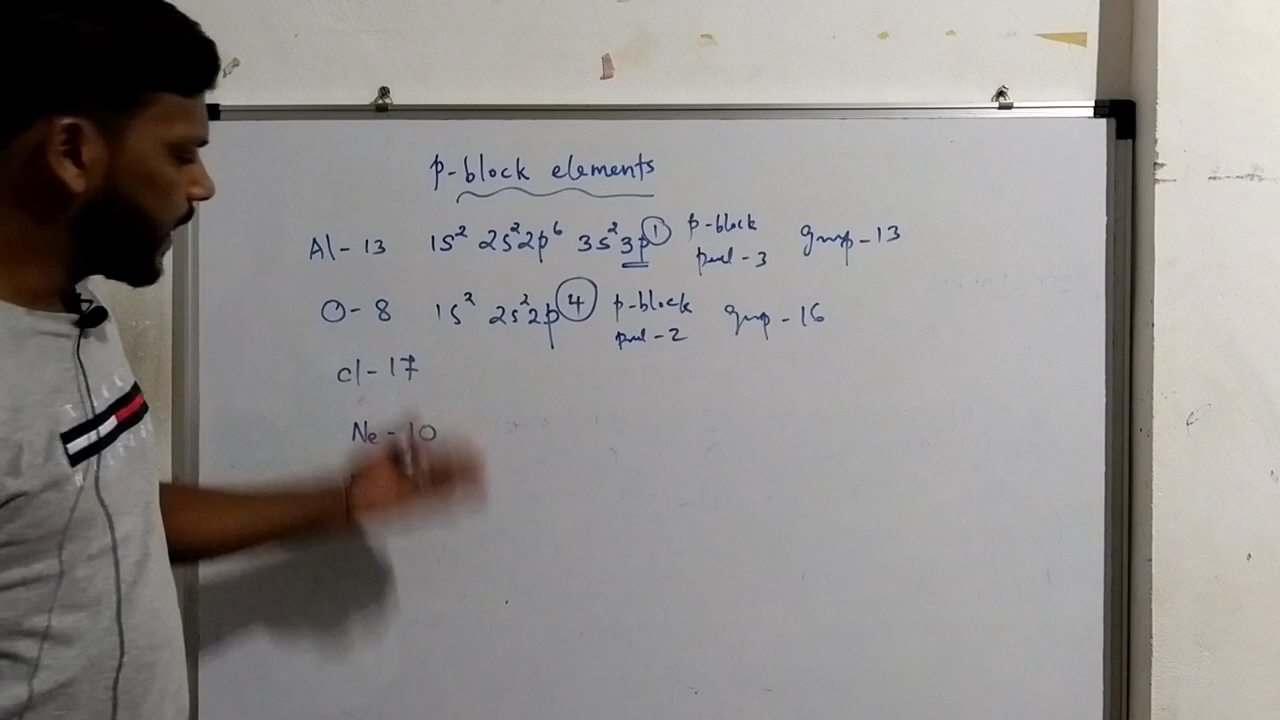 p-block elements
Al - 13 1s² 2s² 2p⁶ 3s² 3p¹ p-block group - 13
period - 3
O - 8 1s² 2s² 2p⁴ p-block group - 16
period - 2
Cl - 17
Ne - 10